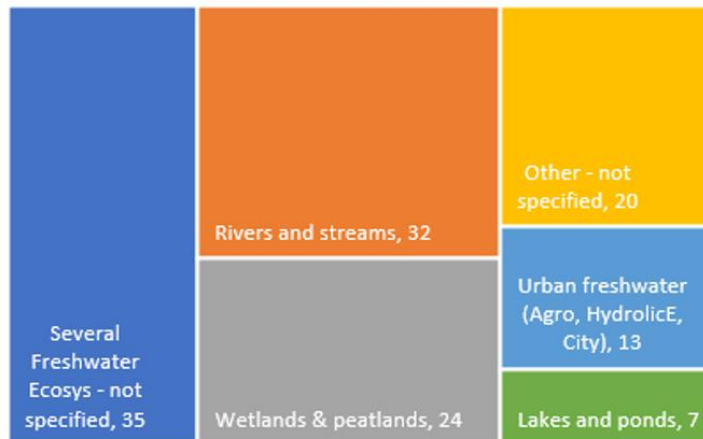 Several
Freshwater
Ecosys - not
specified, 35
Rivers and streams, 32
Wetlands & peatlands, 24
Other - not
specified, 20
Urban freshwater
(Agro, HydrolicE,
City), 13
Lakes and ponds, 7